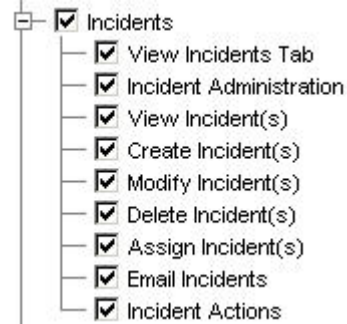 Incidents
View Incidents Tab
Incident Administration
View Incident(s)
Create Incident(s)
Modify Incident(s)
Delete Incident(s)
Assign Incident(s)
Email Incidents
Incident Actions